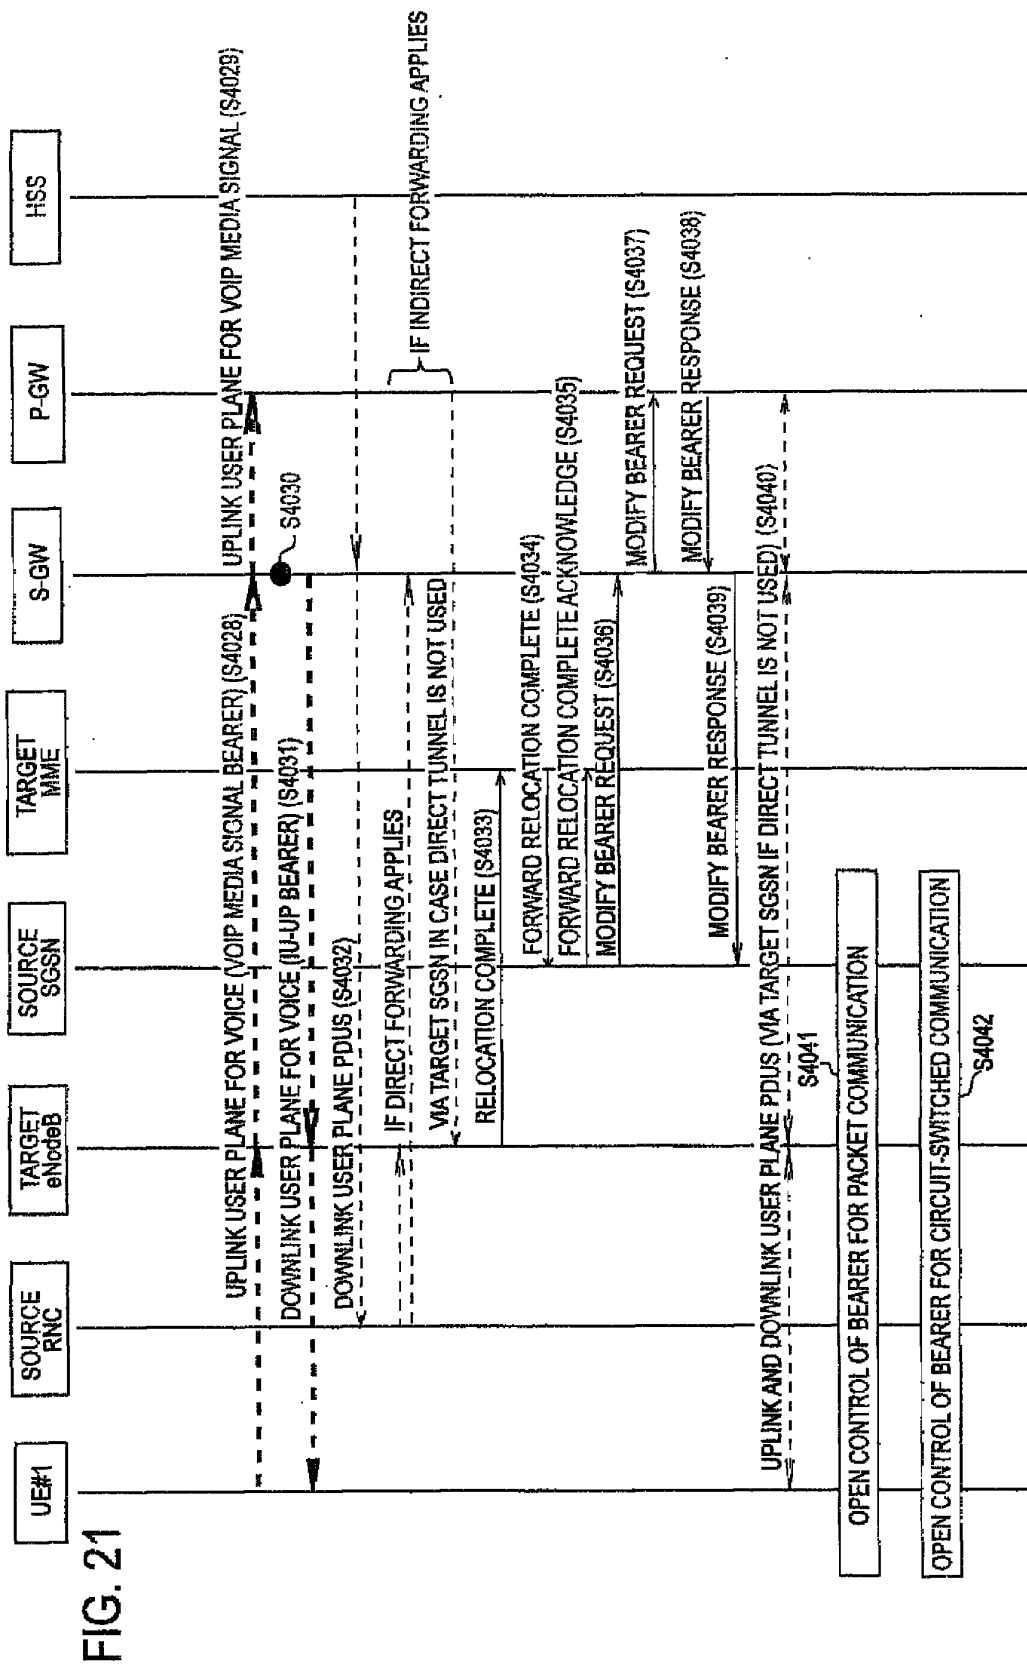 FIG. 21
UE#1
SOURCE
RNC
TARGET
eNodeB
SOURCE
SGSN
TARGET
MME
S-GW
P-GW
HSS
UPLINK USER PLANE FOR VOICE (VOIP MEDIA SIGNAL BEARER) (S4028)
UPLINK USER PLANE FOR VOIP MEDIA SIGNAL (S4029)
S4030
DOWNLINK USER PLANE FOR VOICE (IU-UP BEARER) (S4031)
DOWNLINK USER PLANE PDUS (S4032)
IF DIRECT FORWARDING APPLIES
IF INDIRECT FORWARDING APPLIES
VIA TARGET SGSN IN CASE DIRECT TUNNEL IS NOT USED
RELOCATION COMPLETE (S4033)
FORWARD RELOCATION COMPLETE (S4034)
FORWARD RELOCATION COMPLETE ACKNOWLEDGE (S4035)
MODIFY BEARER REQUEST (S4036)
MODIFY BEARER REQUEST (S4037)
MODIFY BEARER RESPONSE (S4038)
MODIFY BEARER RESPONSE (S4039)
UPLINK AND DOWNLINK USER PLANE PDUS (VIA TARGET SGSN IF DIRECT TUNNEL IS NOT USED) (S4040)
S4041
OPEN CONTROL OF BEARER FOR PACKET COMMUNICATION
OPEN CONTROL OF BEARER FOR CIRCUIT-SWITCHED COMMUNICATION
S4042